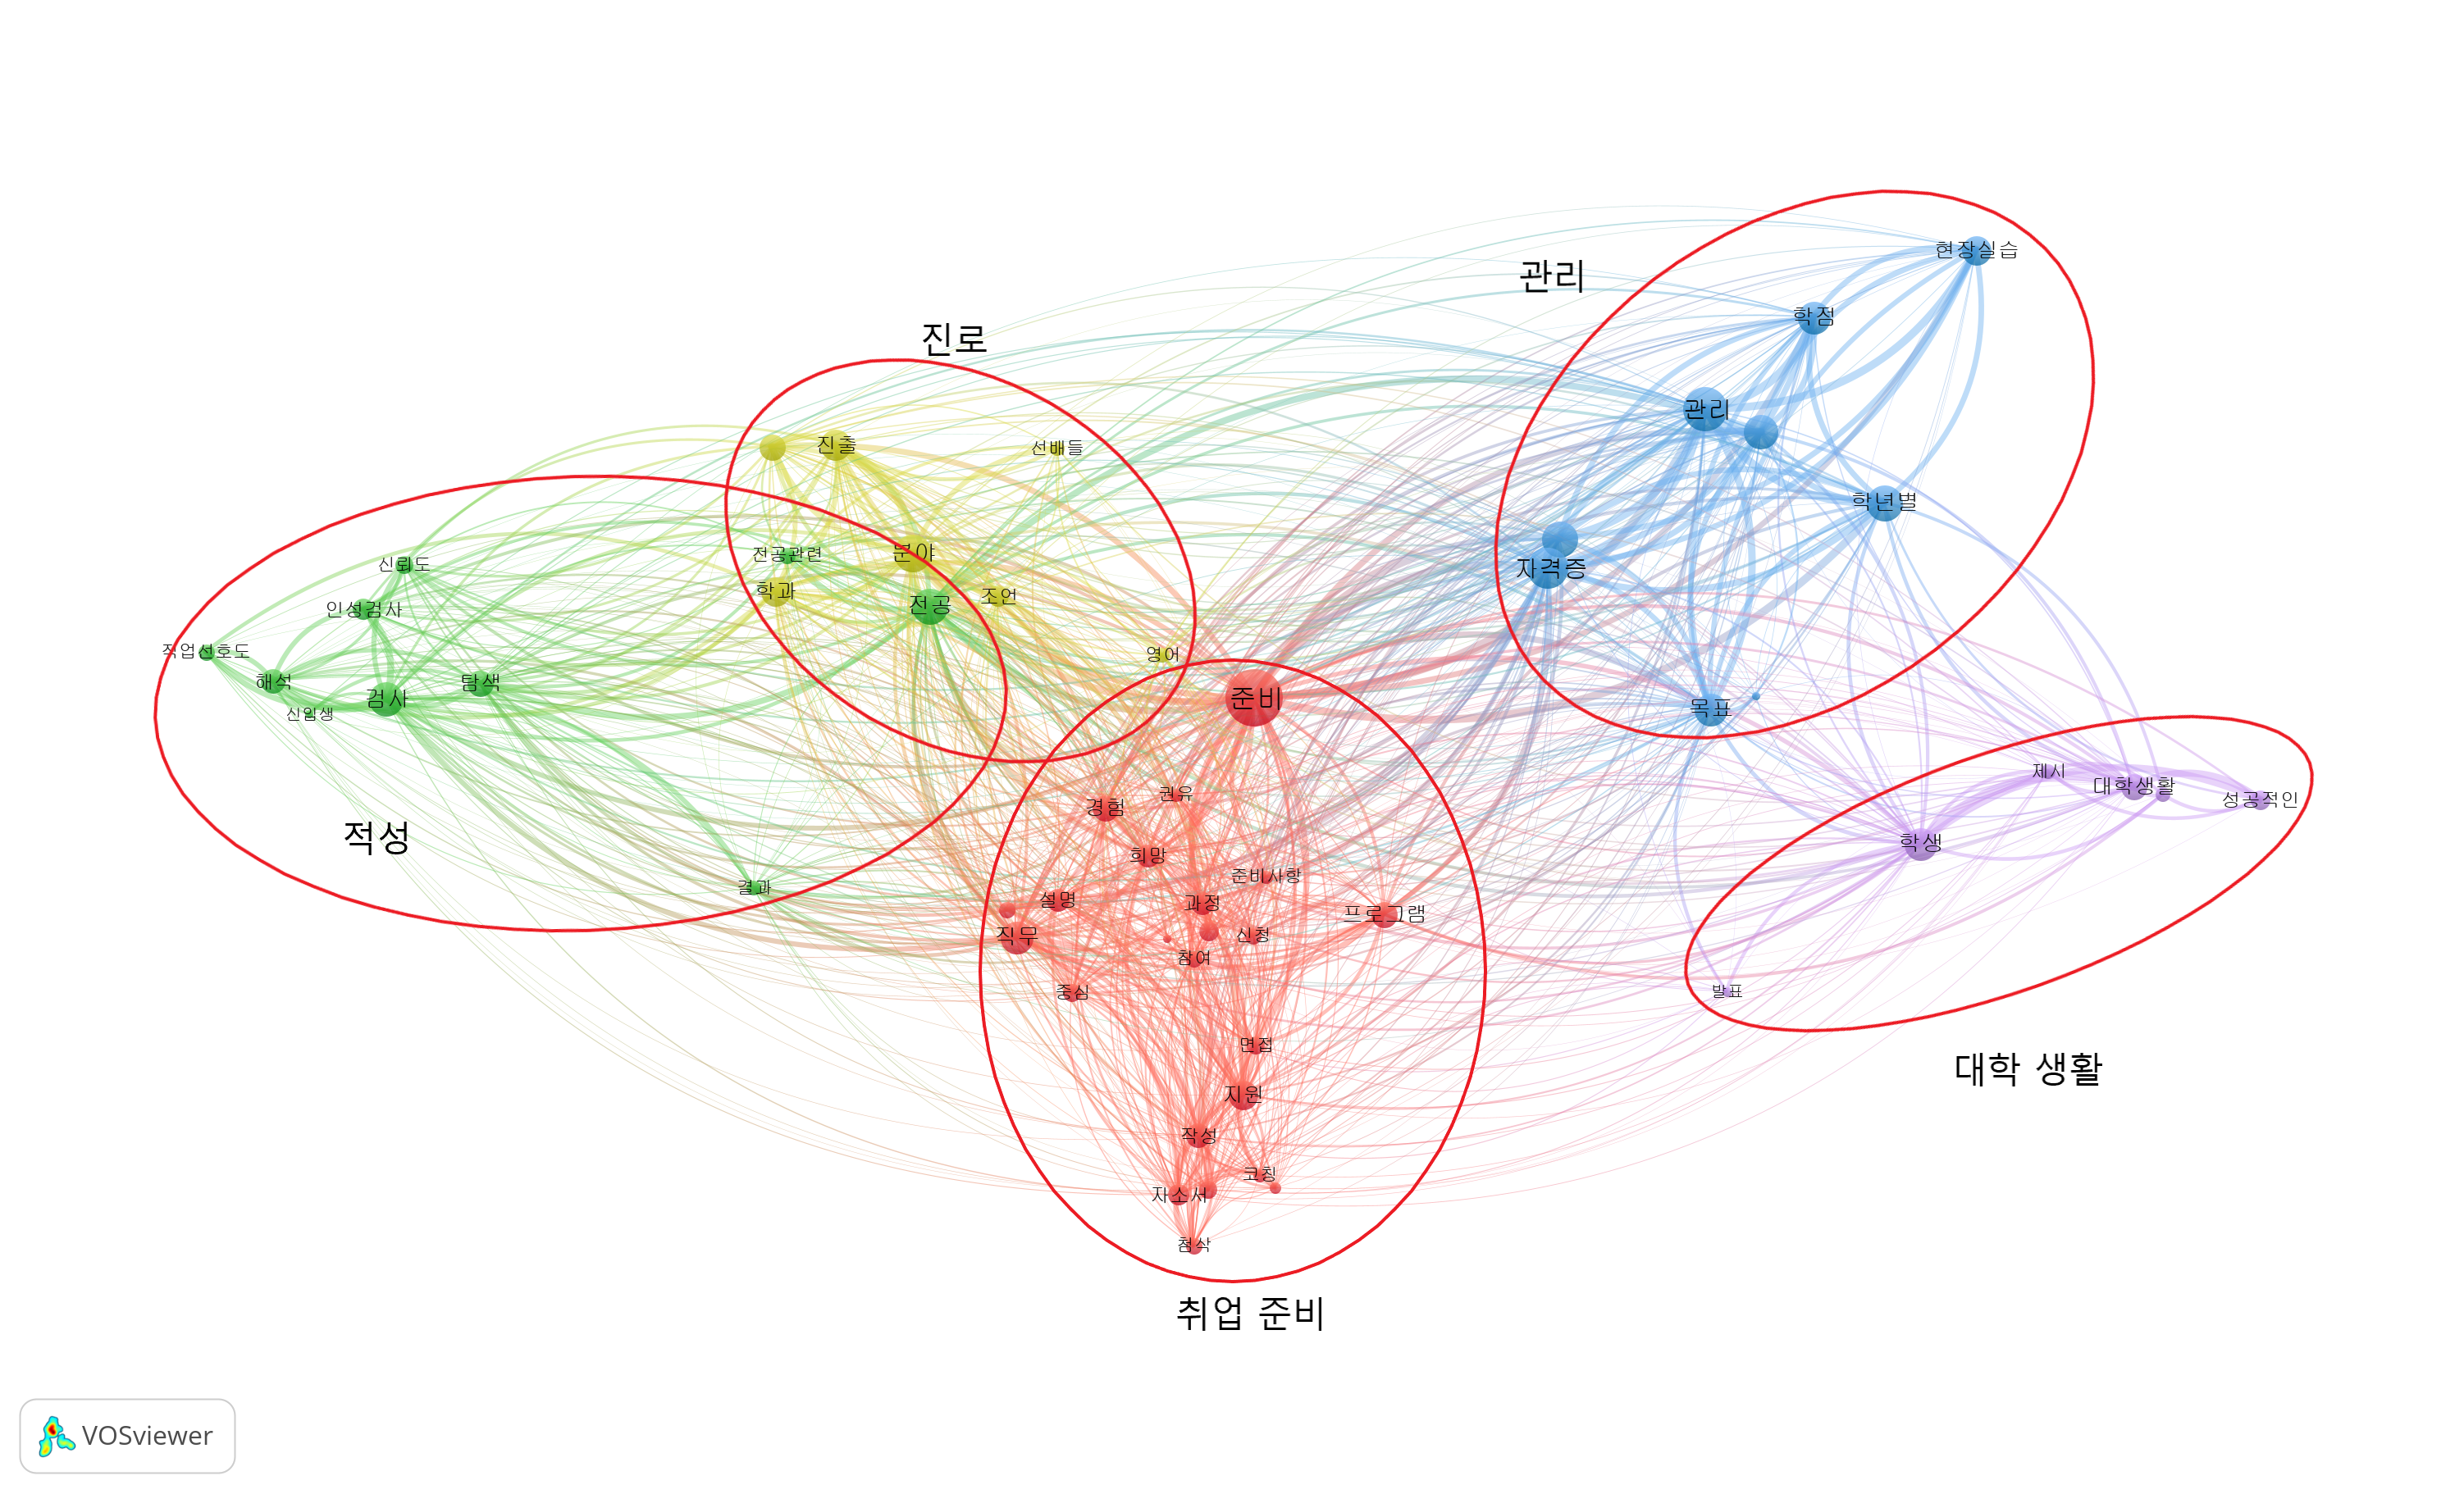 현장실습
관리
학점
진로
관리
진출
선배들
학년별
전공관련
분야
신뢰도
자격증
학과
조언
전공
인성검사
직업선호도
영어
해석
탐색
검사
준비
신입생
목표
제시
대학생활
성공적인
권유
경험
적성
학생
희망
준비사항
결과
설명
과정
프로그램
직무
신청
참여
중심
발표
면접
대학 생활
지원
작성
코칭
자소서
첨삭
취업 준비
VOSviewer